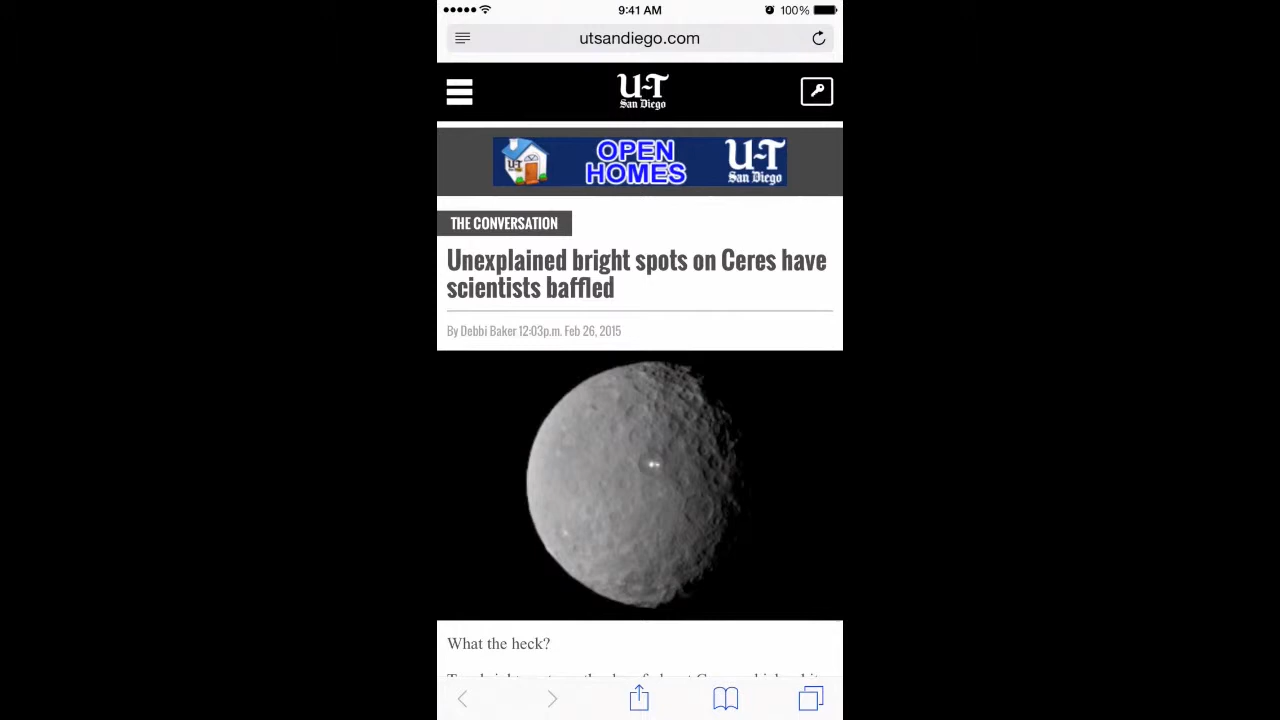 9:41 AM
100%
utsandiego.com
U-T
San Diego
U-T
OPEN
HOMES
U-T
San Diego
THE CONVERSATION
Unexplained bright spots on Ceres have
scientists baffled
By Debbi Baker 12:03p.m. Feb 26, 2015
What the heck?